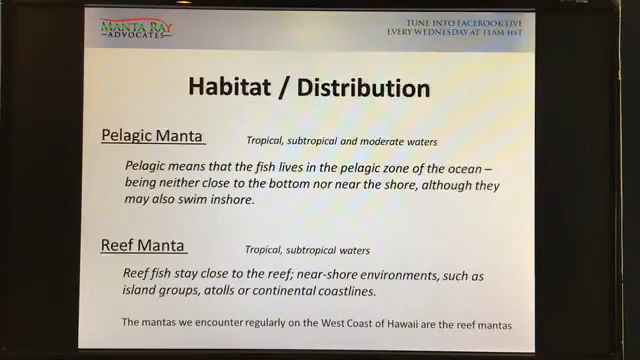 MANTA RAY
ADVOCATES
TUNE INTO FACEBOOK LIVE
EVERY WEDNESDAY AT 11AM HST
Habitat / Distribution
Pelagic Manta Tropical, subtropical and moderate waters
Pelagic means that the fish lives in the pelagic zone of the ocean –
being neither close to the bottom nor near the shore, although they
may also swim inshore.
Reef Manta Tropical, subtropical waters
Reef fish stay close to the reef; near-shore environments, such as
island groups, atolls or continental coastlines.
The mantas we encounter regularly on the West Coast of Hawaii are the reef mantas